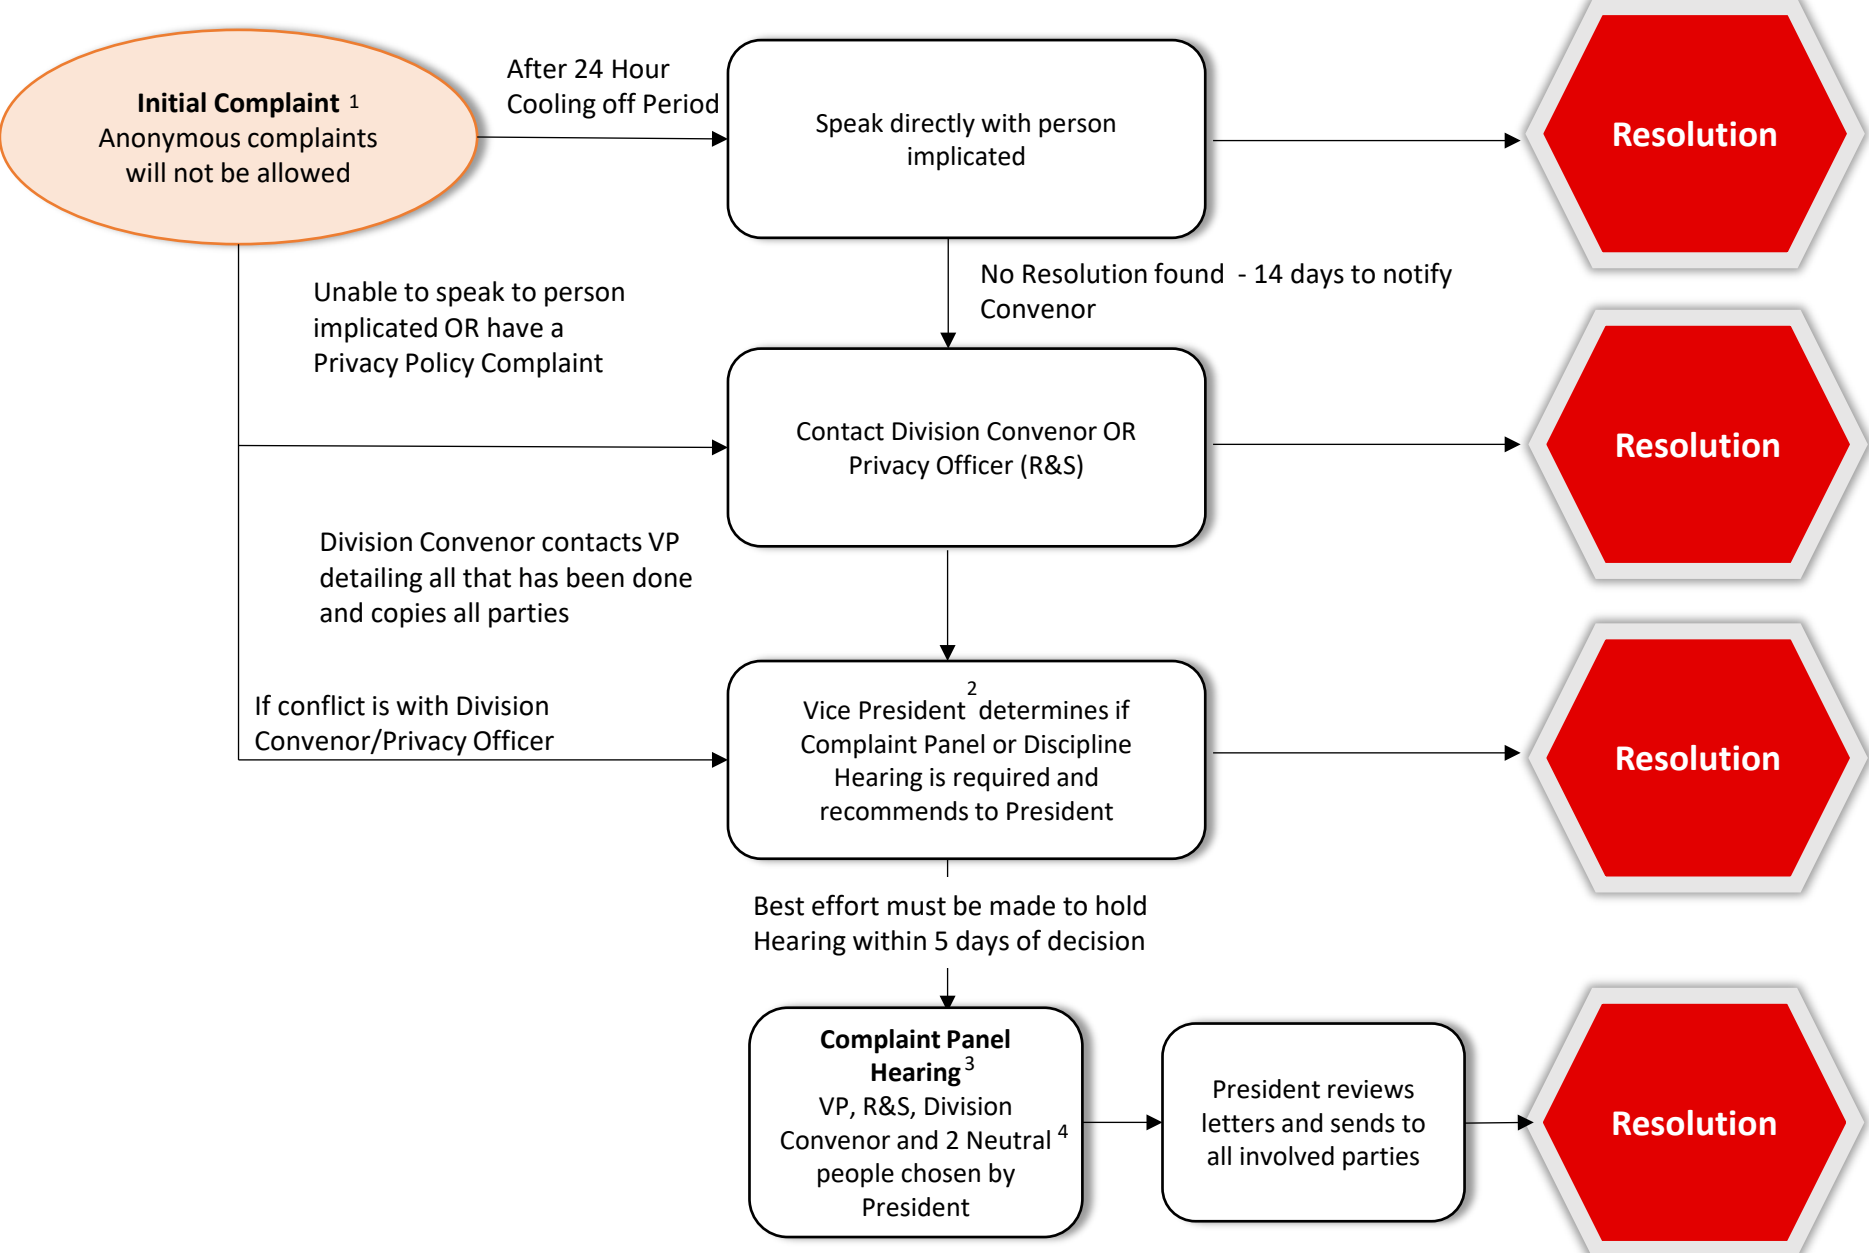 Initial Complaint 1
Anonymous complaints
will not be allowed
After 24 Hour
Cooling off Period
Speak directly with person
implicated
Resolution
Unable to speak to person
implicated OR have a
Privacy Policy Complaint
No Resolution found - 14 days to notify
Convenor
Contact Division Convenor OR
Privacy Officer (R&S)
Resolution
Division Convenor contacts VP
detailing all that has been done
and copies all parties
If conflict is with Division
Convenor/Privacy Officer
Vice President 2 determines if
Complaint Panel or Discipline
Hearing is required and
recommends to President
Resolution
Best effort must be made to hold
Hearing within 5 days of decision
Complaint Panel
Hearing 3
VP, R&S, Division
Convenor and 2 Neutral 4
people chosen by
President
President reviews
letters and sends to
all involved parties
Resolution